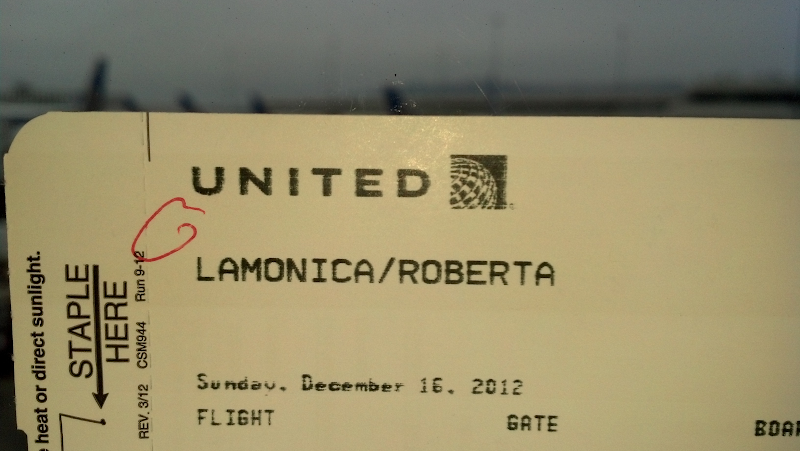 UNITED
LAMONICA/ROBERTA
Sunday, December 16, 2012
FLIGHT GATE
heat or direct sunlight.
STAPLE
HERE
REV. 3/12 CSM944 Run 9-12